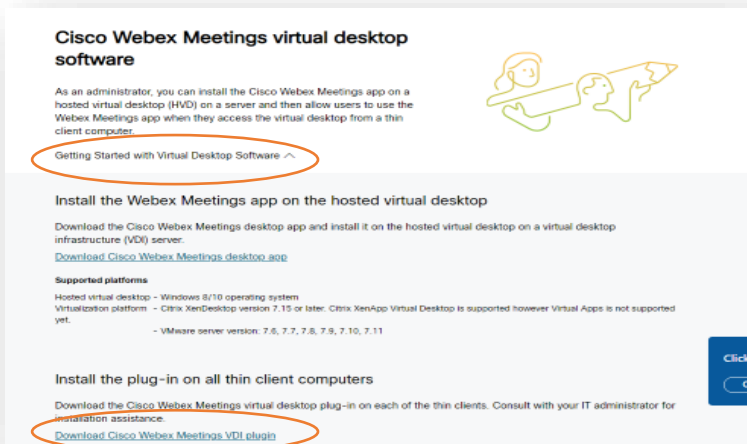 Cisco Webex Meetings virtual desktop
software
As an administrator, you can install the Cisco Webex Meetings app on a
hosted virtual desktop (HVD) on a server and then allow users to use the
Webex Meetings app when they access the virtual desktop from a thin
client computer.
Getting Started with Virtual Desktop Software
Install the Webex Meetings app on the hosted virtual desktop
Download the Cisco Webex Meetings desktop app and install it on the hosted virtual desktop on a virtual desktop
infrastructure (VDI) server.
Download Cisco Webex Meetings desktop app
Supported platforms
Hosted virtual desktop - Windows 8/10 operating system
Virtualization platform - Citrix XenDesktop version 7.15 or later. Citrix XenApp Virtual Desktop is supported however Virtual Apps is not supported
yet.
- VMware server version: 7.6, 7.7, 7.8, 7.9, 7.10, 7.11
Click
Install the plug-in on all thin client computers
Download the Cisco Webex Meetings virtual desktop plug-in on each of the thin clients. Consult with your IT administrator for
installation assistance.
Download Cisco Webex Meetings VDI plugin